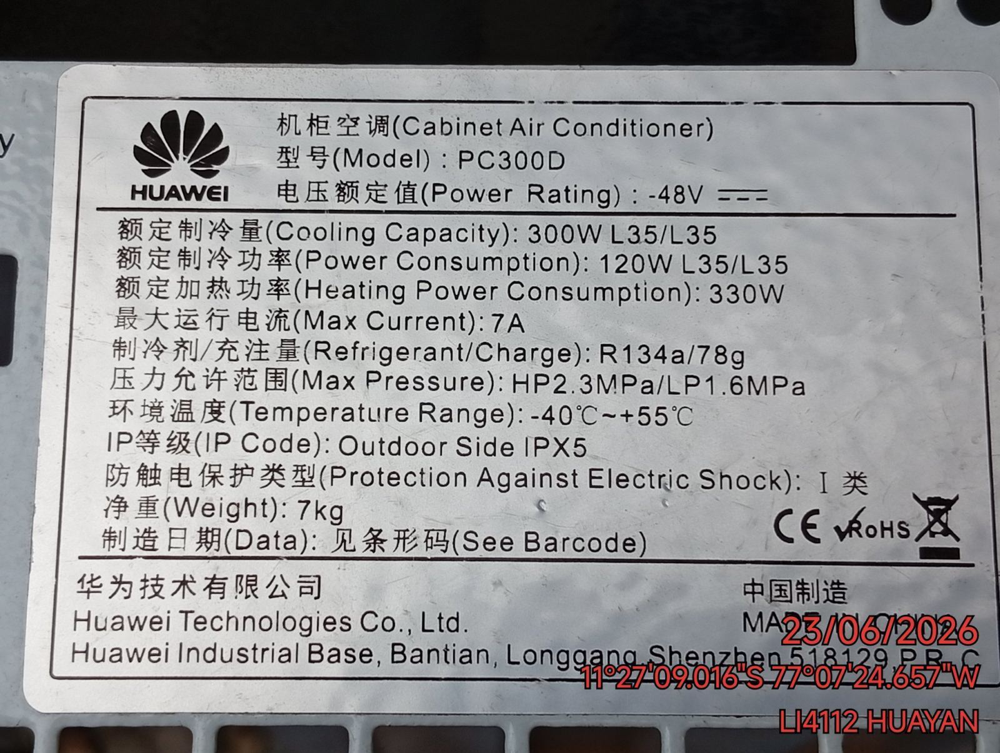 y
HUAWEI
机柜空调(Cabinet Air Conditioner)
型号(Model) : PC300D
电压额定值(Power Rating) : -48V
额定制冷量(Cooling Capacity): 300W L35/L35
额定制冷功率(Power Consumption): 120W L35/L35
额定加热功率(Heating Power Consumption): 330W
最大运行电流(Max Current): 7A
制冷剂/充注量(Refrigerant/Charge): R134a/78g
压力允许范围(Max Pressure): HP2.3MPa/LP1.6MPa
环境温度(Temperature Range): -40℃~+55℃
IP等级(IP Code): Outdoor Side IPX5
防触电保护类型(Protection Against Electric Shock): I 类
净重(Weight): 7kg
制造日期(Data): 见条形码(See Barcode)
CE RoHS
华为技术有限公司
中国制造
Huawei Technologies Co., Ltd.
MADE IN CHINA
Huawei Industrial Base, Bantian, Longgang Shenzhen 518129, P.R. C
23/06/2026
11°27'09.016"S 77°07'24.657"W
LI4112 HUAYAN